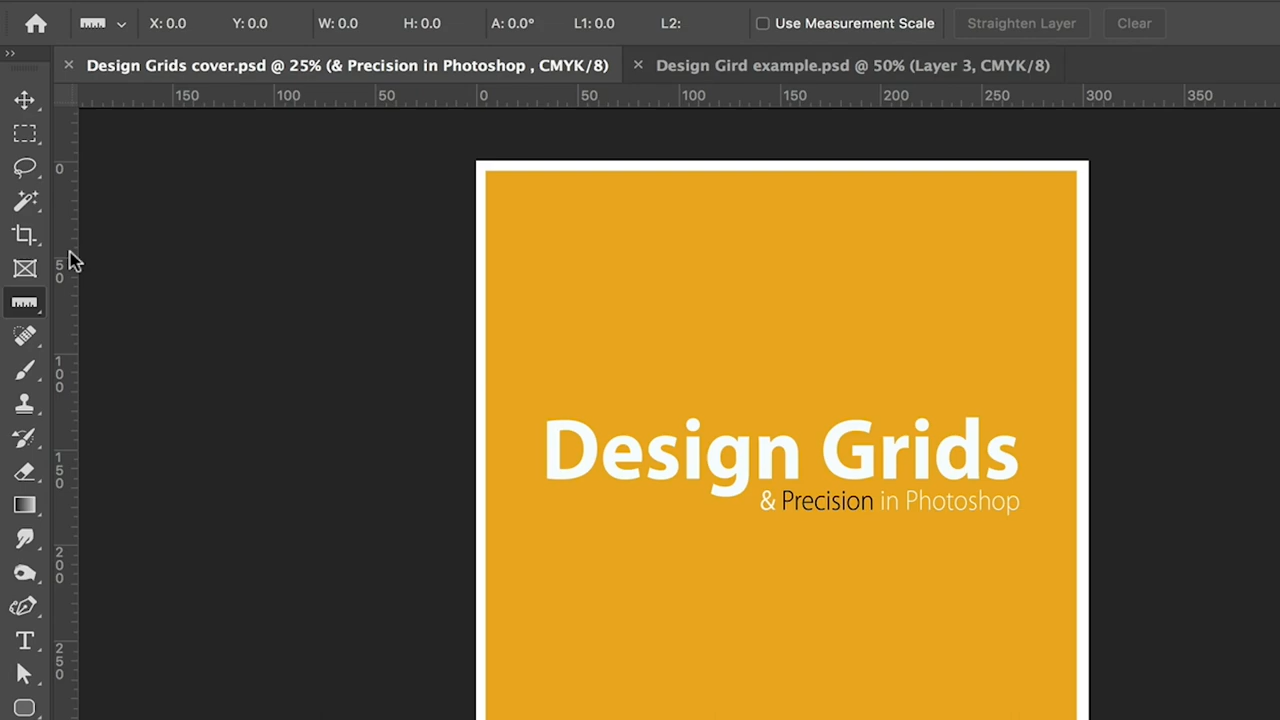 X: 0.0 Y: 0.0 W: 0.0 H: 0.0 A: 0.0° L1: 0.0 L2: Use Measurement Scale Straighten Layer Clear
Design Grids cover.psd @ 25% (& Precision in Photoshop , CMYK/8) Design Gird example.psd @ 50% (Layer 3, CMYK/8)
150 100 50 0 50 100 150 200 250 300 350
0
50
100
150
200
250
Design Grids
& Precision in Photoshop